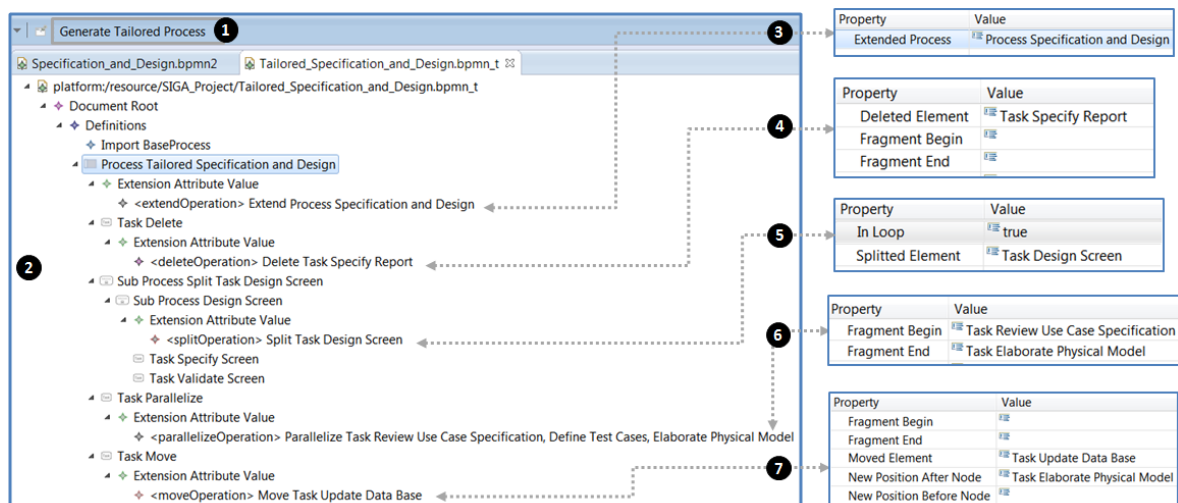 Generate Tailored Process 1
Specification_and_Design.bpmn2 Tailored_Specification_and_Design.bpmn_t
platform:/resource/SIGA_Project/Tailored_Specification_and_Design.bpmn_t
Document Root
Definitions
Import BaseProcess
Process Tailored Specification and Design
Extension Attribute Value
<extendOperation> Extend Process Specification and Design
Task Delete
Extension Attribute Value
<deleteOperation> Delete Task Specify Report
2
Sub Process Split Task Design Screen
Sub Process Design Screen
Extension Attribute Value
<splitOperation> Split Task Design Screen
Task Specify Screen
Task Validate Screen
Task Parallelize
Extension Attribute Value
<parallelizeOperation> Parallelize Task Review Use Case Specification, Define Test Cases, Elaborate Physical Model
Task Move
Extension Attribute Value
<moveOperation> Move Task Update Data Base
3
Property Value
Extended Process Process Specification and Design
4
Property Value
Deleted Element Task Specify Report
Fragment Begin
Fragment End
5
Property Value
In Loop true
Splitted Element Task Design Screen
6
Property Value
Fragment Begin Task Review Use Case Specification
Fragment End Task Elaborate Physical Model
7
Property Value
Fragment Begin
Fragment End
Moved Element Task Update Data Base
New Position After Node Task Elaborate Physical Model
New Position Before Node